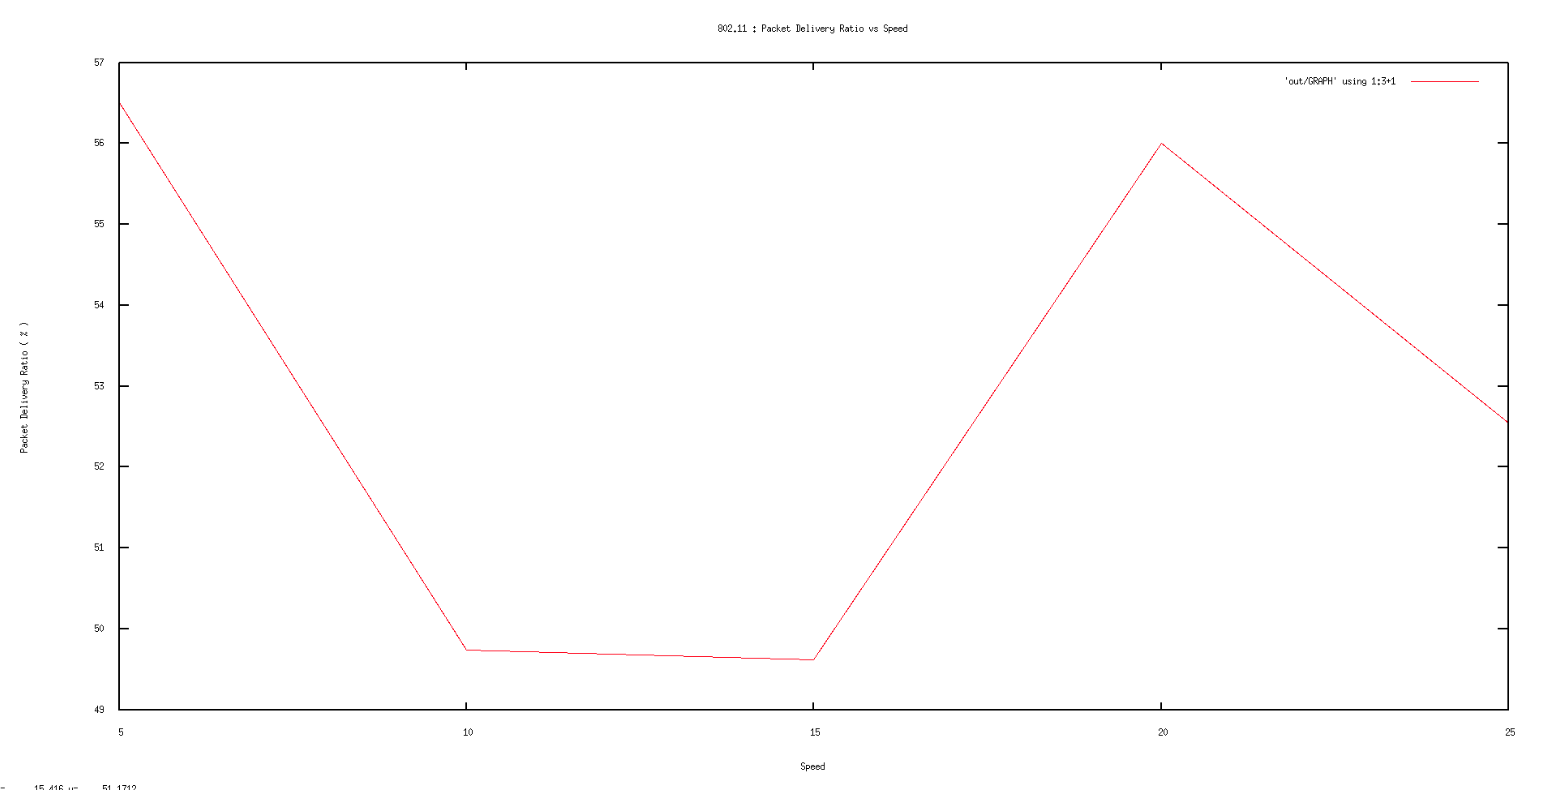 802.11 : Packet Delivery Ratio vs Speed
'out/GRAPH' using 1:3+1
57
56
55
54
53
52
51
50
49
Packet Delivery Ratio ( % )
5 10 15 20 25
Speed